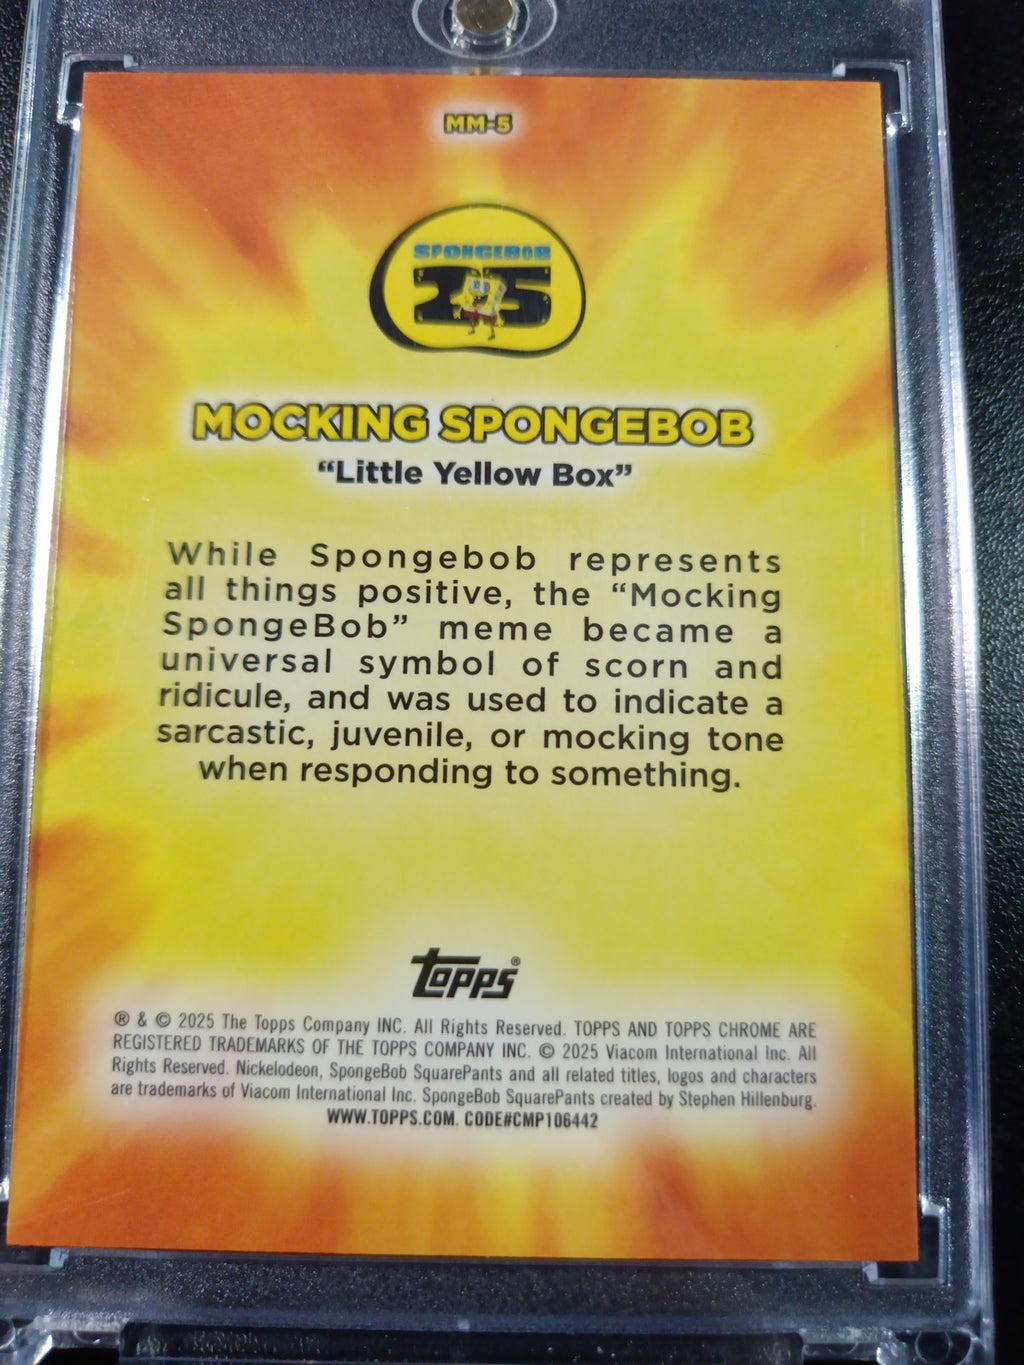 MM-5
SPONGEBOB
25
MOCKING SPONGEBOB
“Little Yellow Box”
While Spongebob represents
all things positive, the “Mocking
SpongeBob” meme became a
universal symbol of scorn and
ridicule, and was used to indicate a
sarcastic, juvenile, or mocking tone
when responding to something.
topps®
® & © 2025 The Topps Company INC. All Rights Reserved. TOPPS AND TOPPS CHROME ARE
REGISTERED TRADEMARKS OF THE TOPPS COMPANY INC. © 2025 Viacom International Inc. All
Rights Reserved. Nickelodeon, SpongeBob SquarePants and all related titles, logos and characters
are trademarks of Viacom International Inc. SpongeBob SquarePants created by Stephen Hillenburg.
WWW.TOPPS.COM. CODE#CMP106442